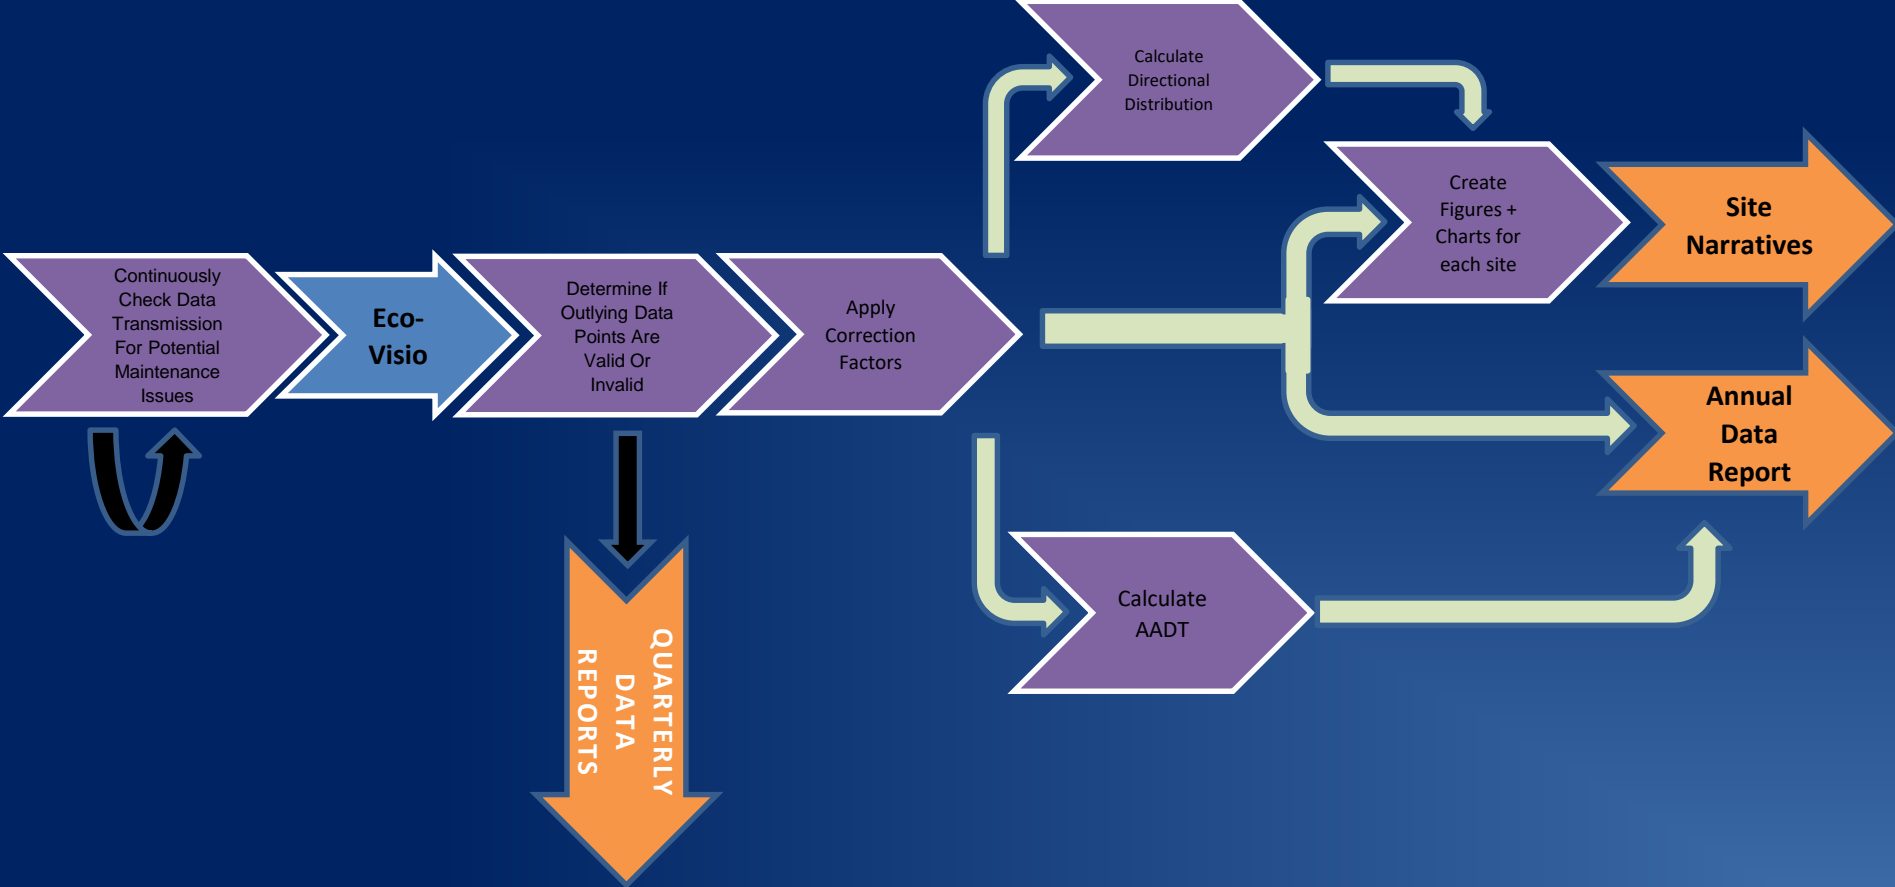 Continuously
Check Data
Transmission
For Potential
Maintenance
Issues
Eco-
Visio
Determine If
Outlying Data
Points Are
Valid Or
Invalid
QUARTERLY
DATA
REPORTS
Apply
Correction
Factors
Calculate
Directional
Distribution
Create
Figures +
Charts for
each site
Site
Narratives
Annual
Data
Report
Calculate
AADT